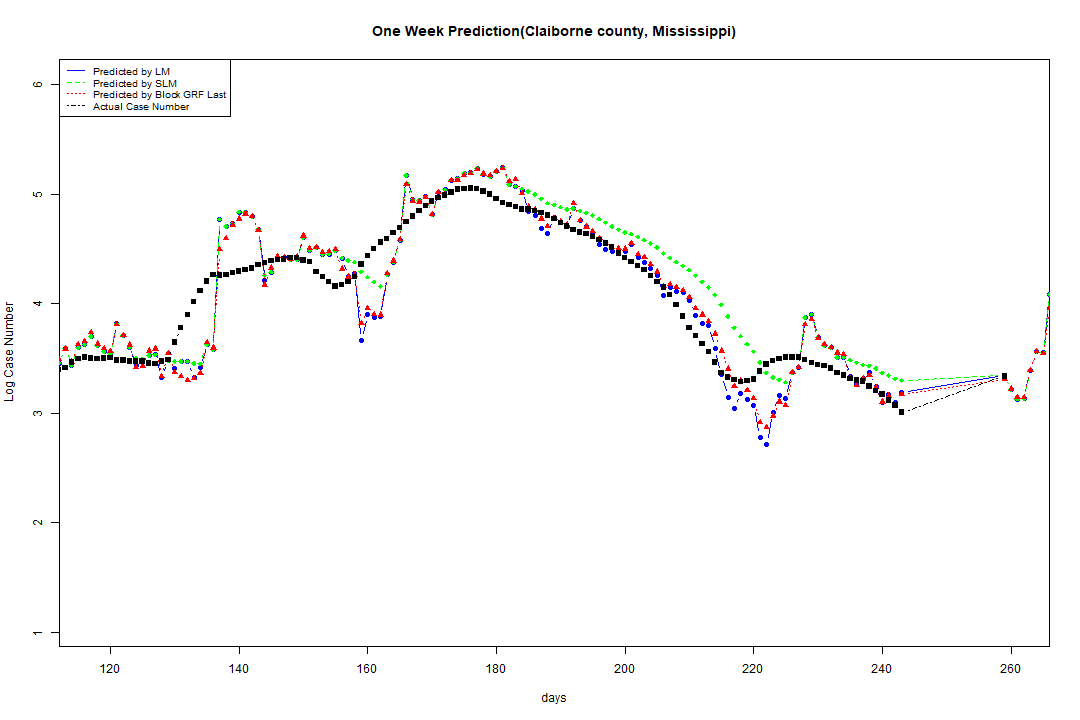 One Week Prediction(Claiborne county, Mississippi)
Predicted by LM
Predicted by SLM
Predicted by Block GRF Last
Actual Case Number
6
5
4
3
2
1
Log Case Number
120 140 160 180 200 220 240 260
days